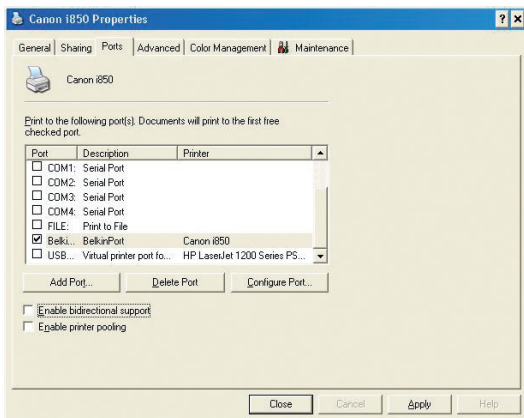 Canon i850 Properties
General Sharing Ports Advanced Color Management Maintenance
Canon i850
Print to the following port(s). Documents will print to the first free
checked port.
Port Description Printer
COM1: Serial Port
COM2: Serial Port
COM3: Serial Port
COM4: Serial Port
FILE: Print to File
Belki... BelkinPort Canon i850
USB... Virtual printer port fo... HP LaserJet 1200 Series PS...
Add Port... Delete Port Configure Port...
Enable bidirectional support
Enable printer pooling
Close Cancel Apply Help